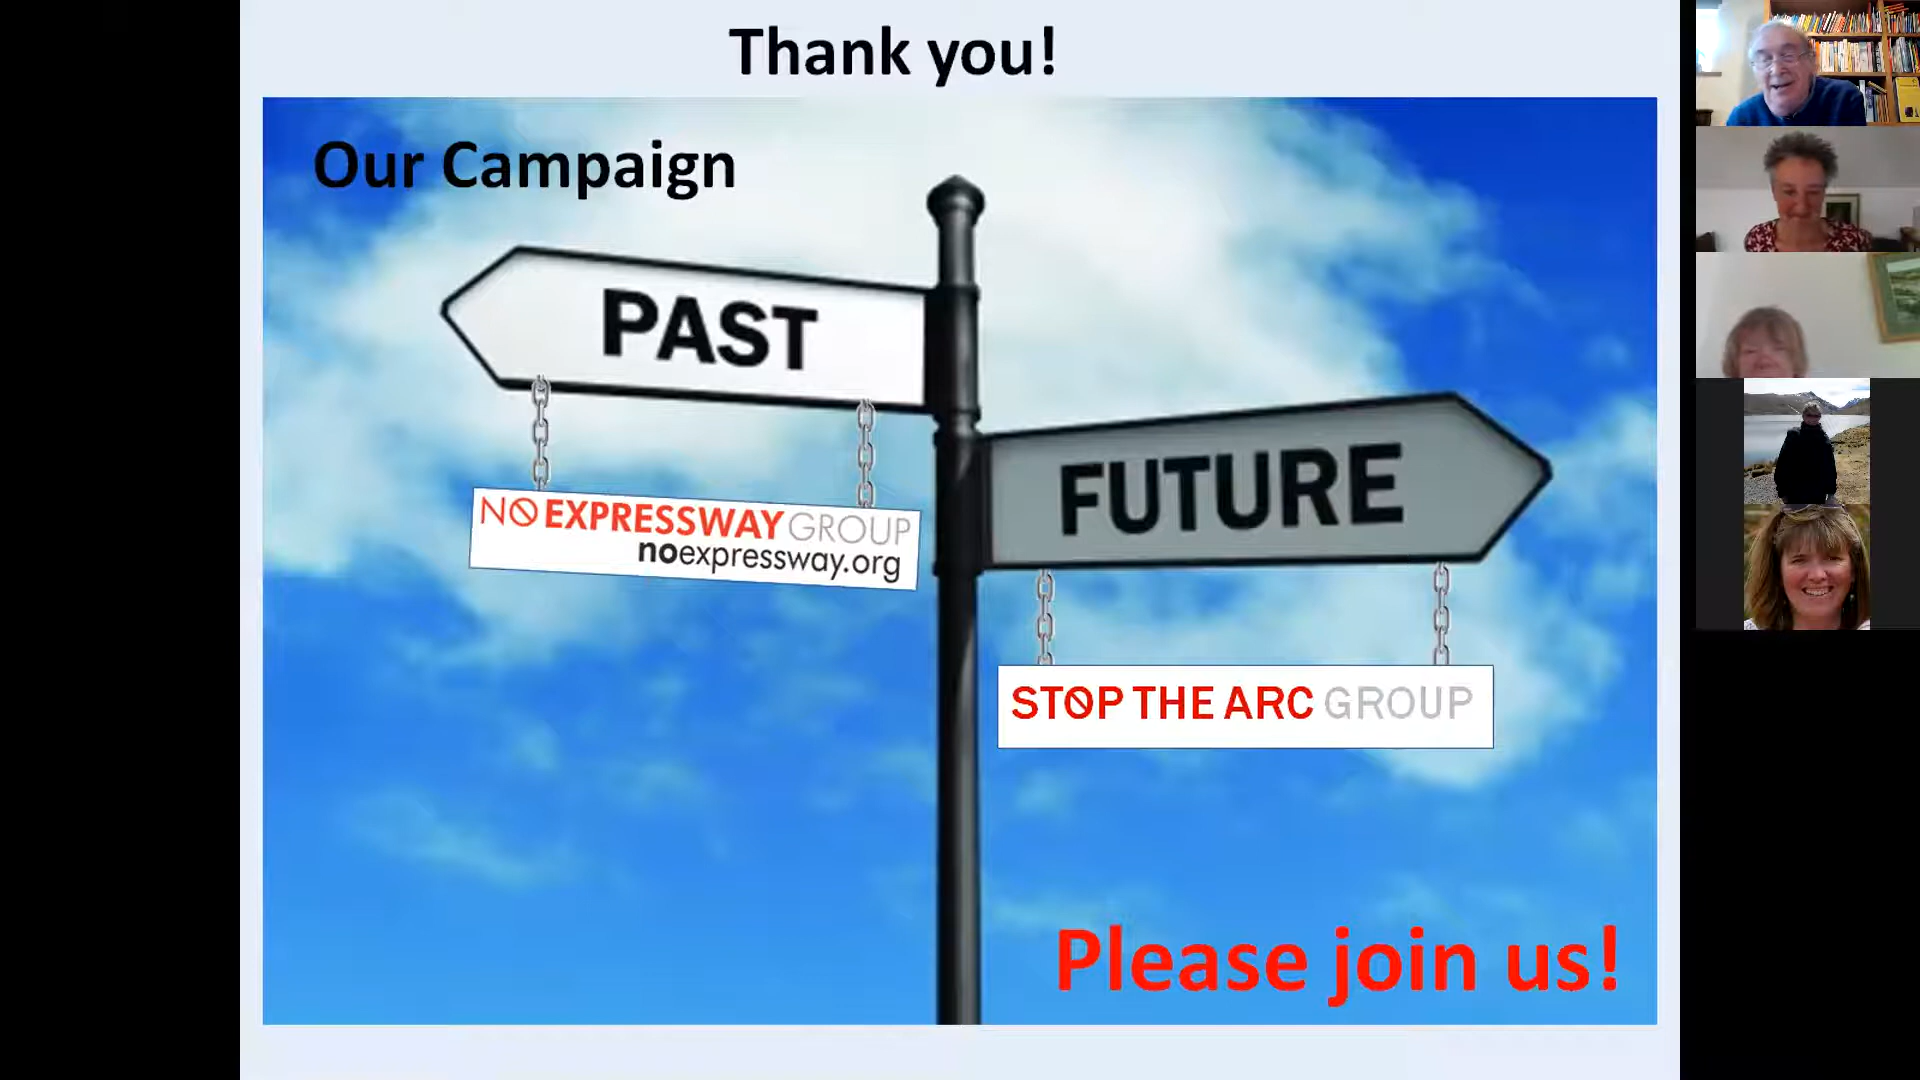 Thank you!
Our Campaign
PAST
NO EXPRESSWAY GROUP
noexpressway.org
FUTURE
STOP THE ARC GROUP
Please join us!